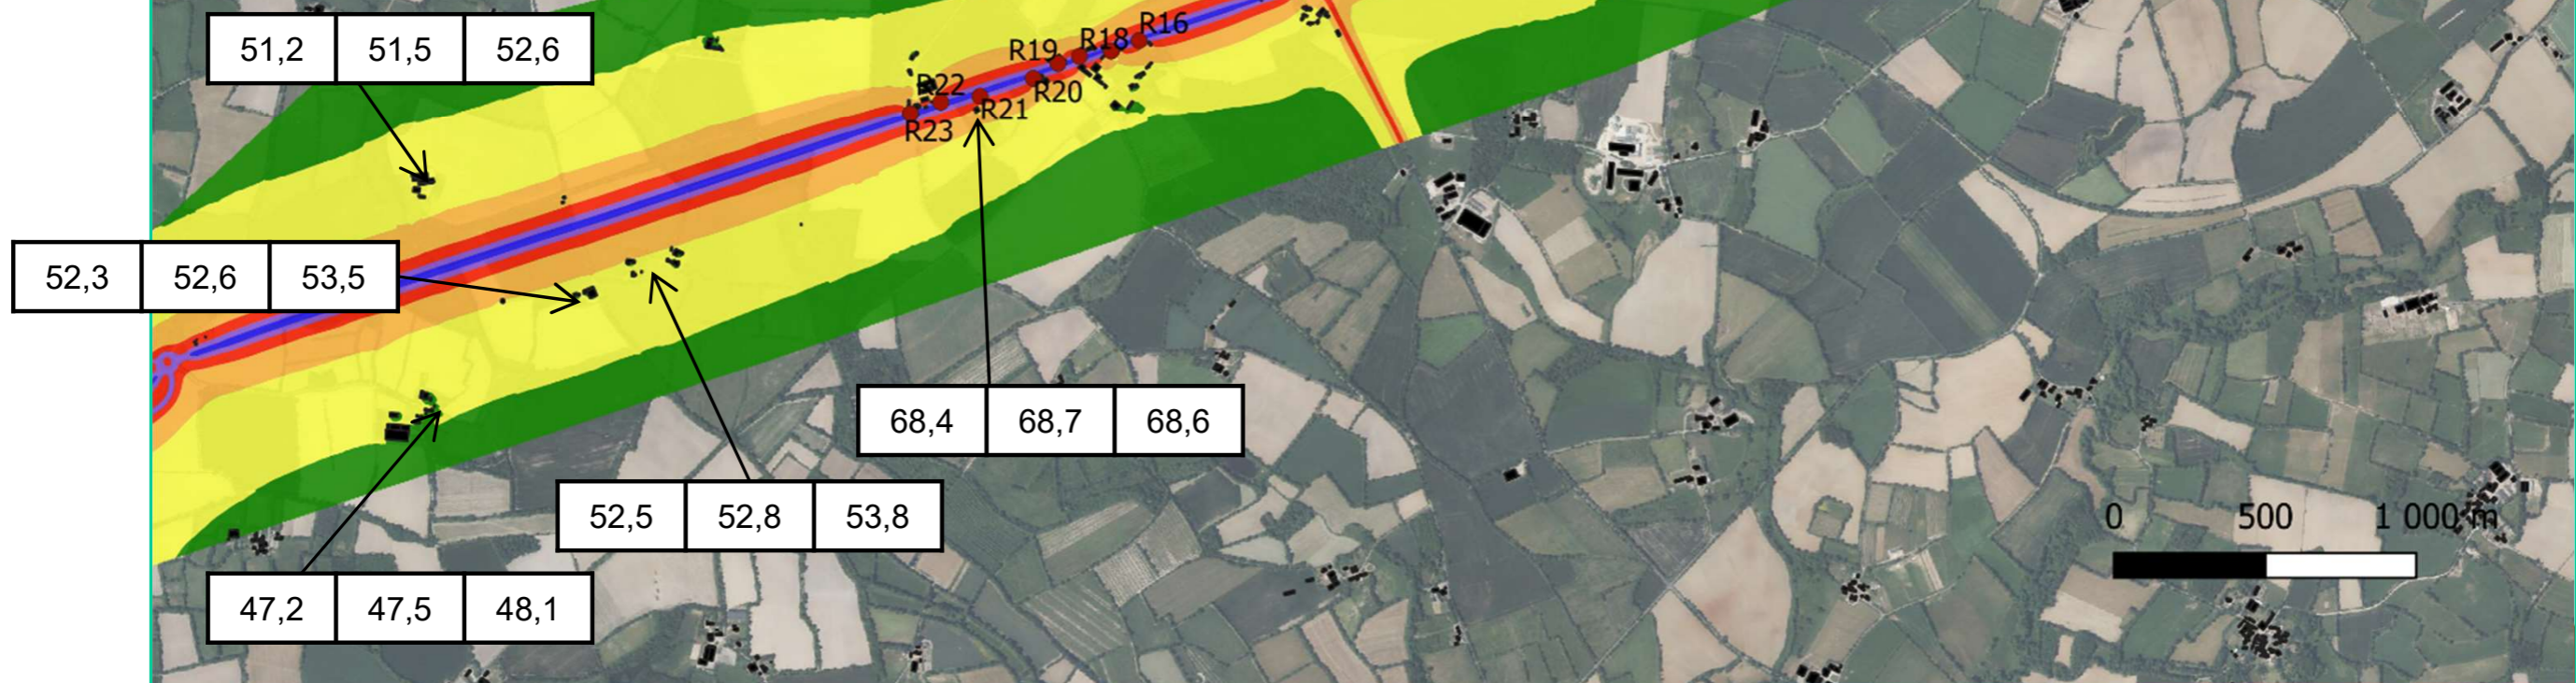 51,2 51,5 52,6
R16
R18
R19
R22
R20
R21
R23
52,3 52,6 53,5
68,4 68,7 68,6
52,5 52,8 53,8
0 500 1 000 m
47,2 47,5 48,1